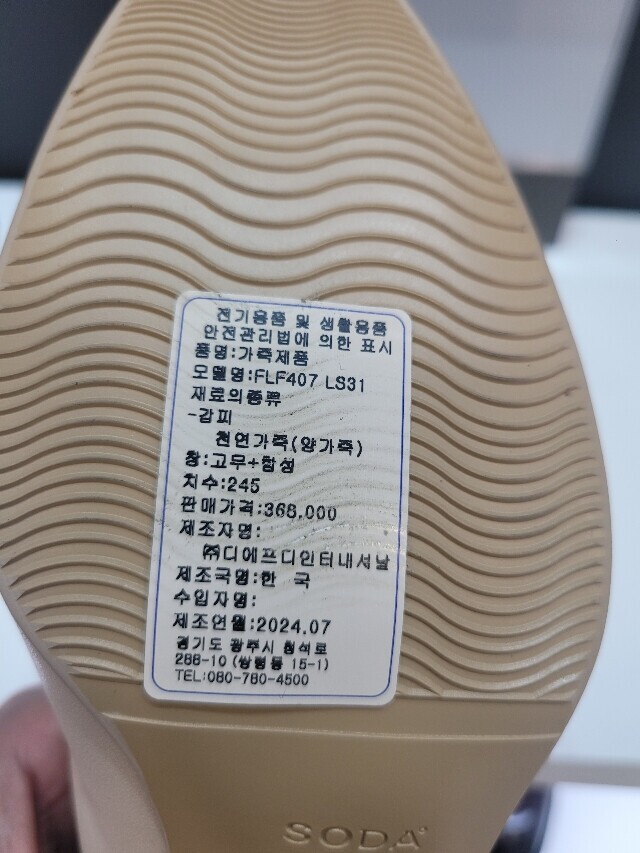 전기용품 및 생활용품
안전관리법에 의한 표시
품명:가죽제품
모델명:FLF407 LS31
재료의종류
-갑피
천연가죽(양가죽)
창:고무+합성
치수:245
판매가격:368,000
제조자명:
㈜디에프디인터내셔날
제조국명:한 국
수입자명:
제조연월:2024.07
경기도 광주시 청석로
288-10 (쌍령동 15-1)
TEL:080-780-4500
SODA